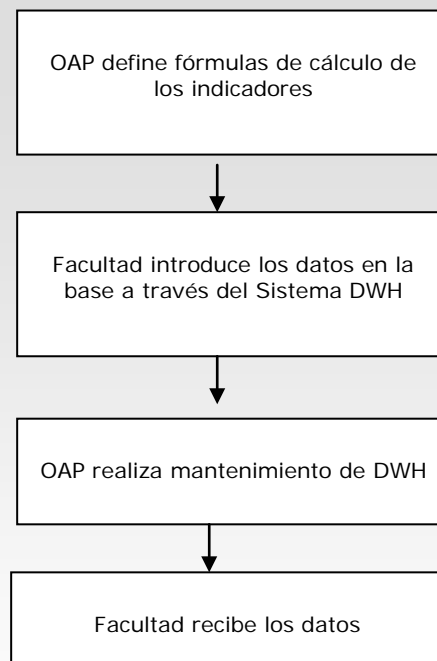 OAP define fórmulas de cálculo de
los indicadores
Facultad introduce los datos en la
base a través del Sistema DWH
OAP realiza mantenimiento de DWH
Facultad recibe los datos